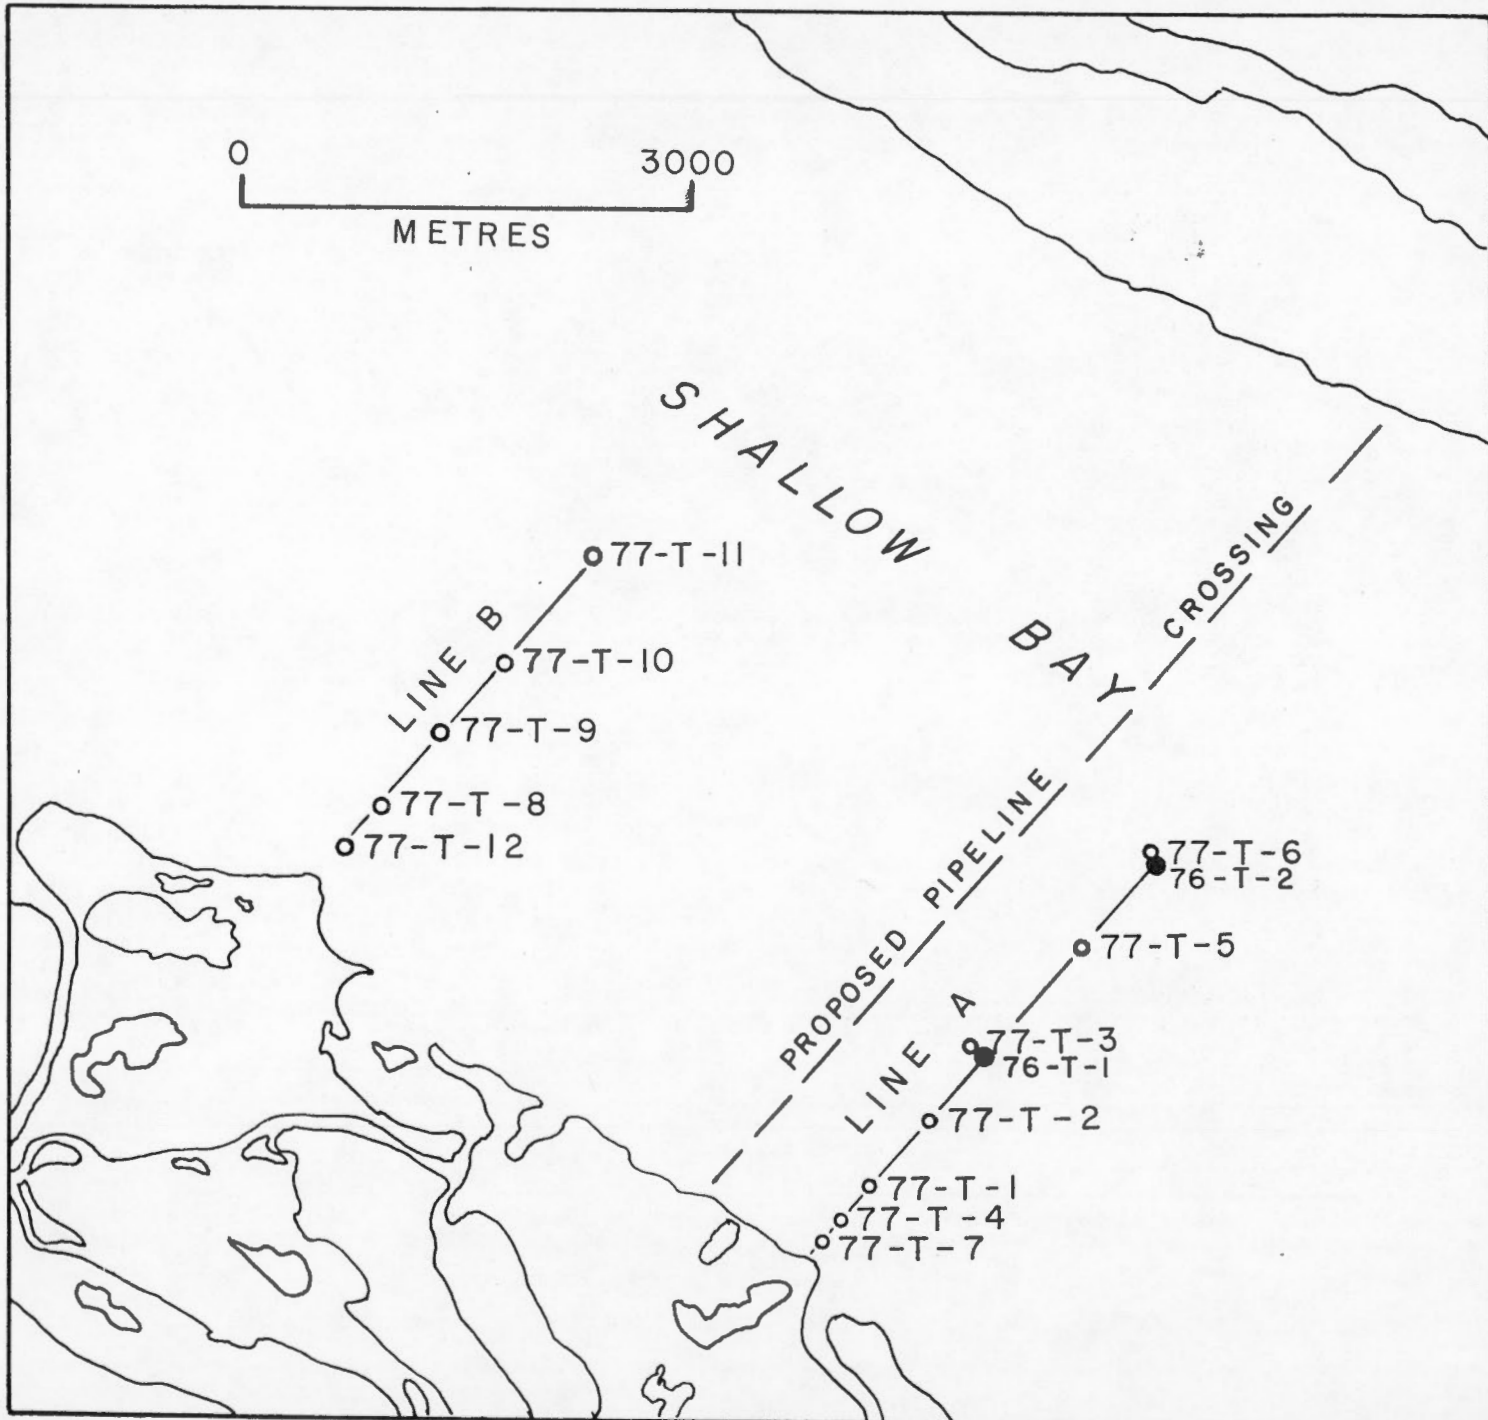 0 3000
METRES
SHALLOW
BAY
PROPOSED PIPELINE CROSSING
LINE B
77-T-11
77-T-10
77-T-9
77-T-8
77-T-12
LINE A
77-T-6
76-T-2
77-T-5
77-T-3
76-T-1
77-T-2
77-T-1
77-T-4
77-T-7